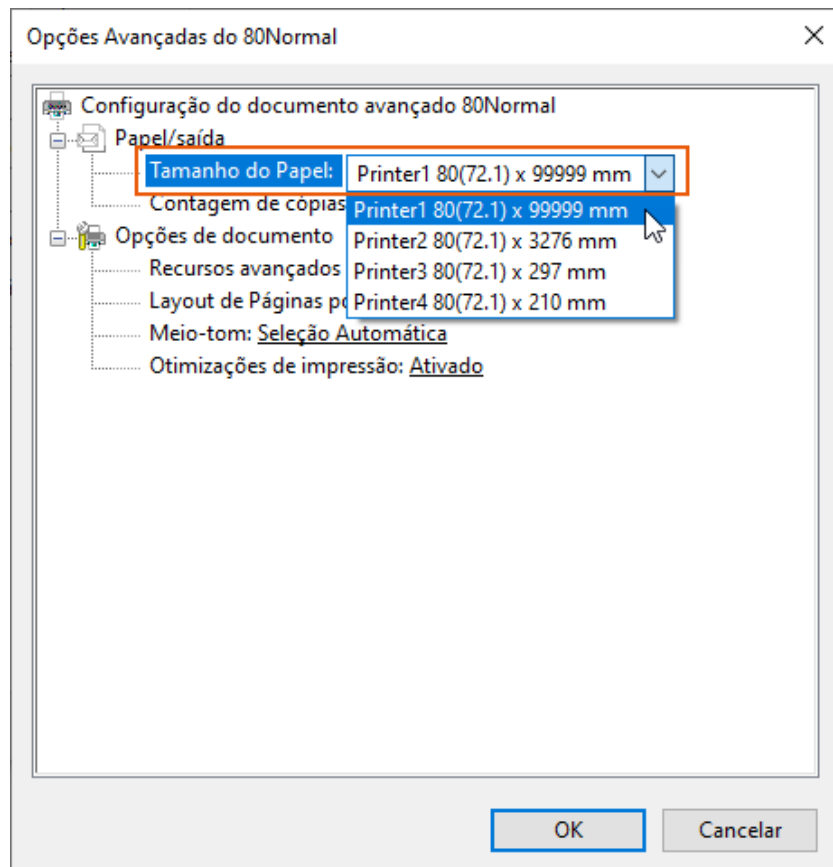 Opções Avançadas do 80Normal
Configuração do documento avançado 80Normal
Papel/saída
Tamanho do Papel: Printer1 80(72.1) x 99999 mm
Contagem de cópias
Printer1 80(72.1) x 99999 mm
Opções de documento
Printer2 80(72.1) x 3276 mm
Recursos avançados
Printer3 80(72.1) x 297 mm
Layout de Páginas
Printer4 80(72.1) x 210 mm
Meio-tom: Seleção Automática
Otimizações de impressão: Ativado
OK
Cancelar